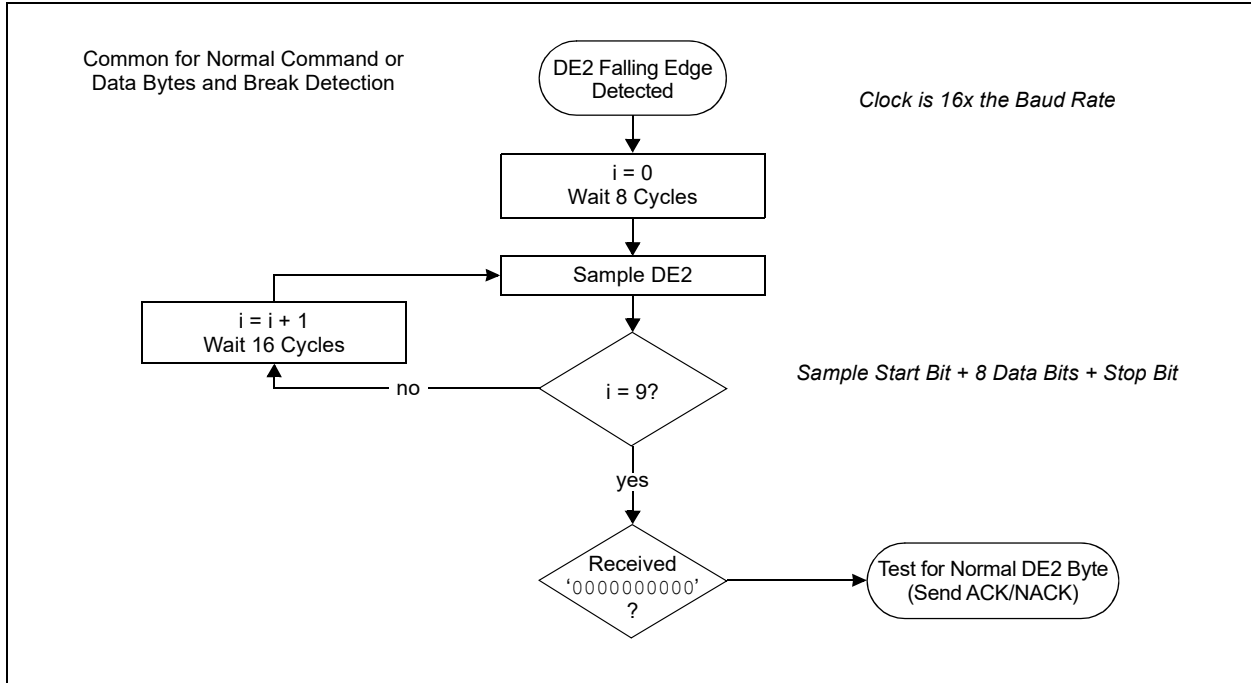 Common for Normal Command or
Data Bytes and Break Detection
DE2 Falling Edge
Detected
Clock is 16x the Baud Rate
i = 0
Wait 8 Cycles
Sample DE2
i = i + 1
Wait 16 Cycles
i = 9?
no
Sample Start Bit + 8 Data Bits + Stop Bit
yes
Received
‘0000000000’
?
Test for Normal DE2 Byte
(Send ACK/NACK)